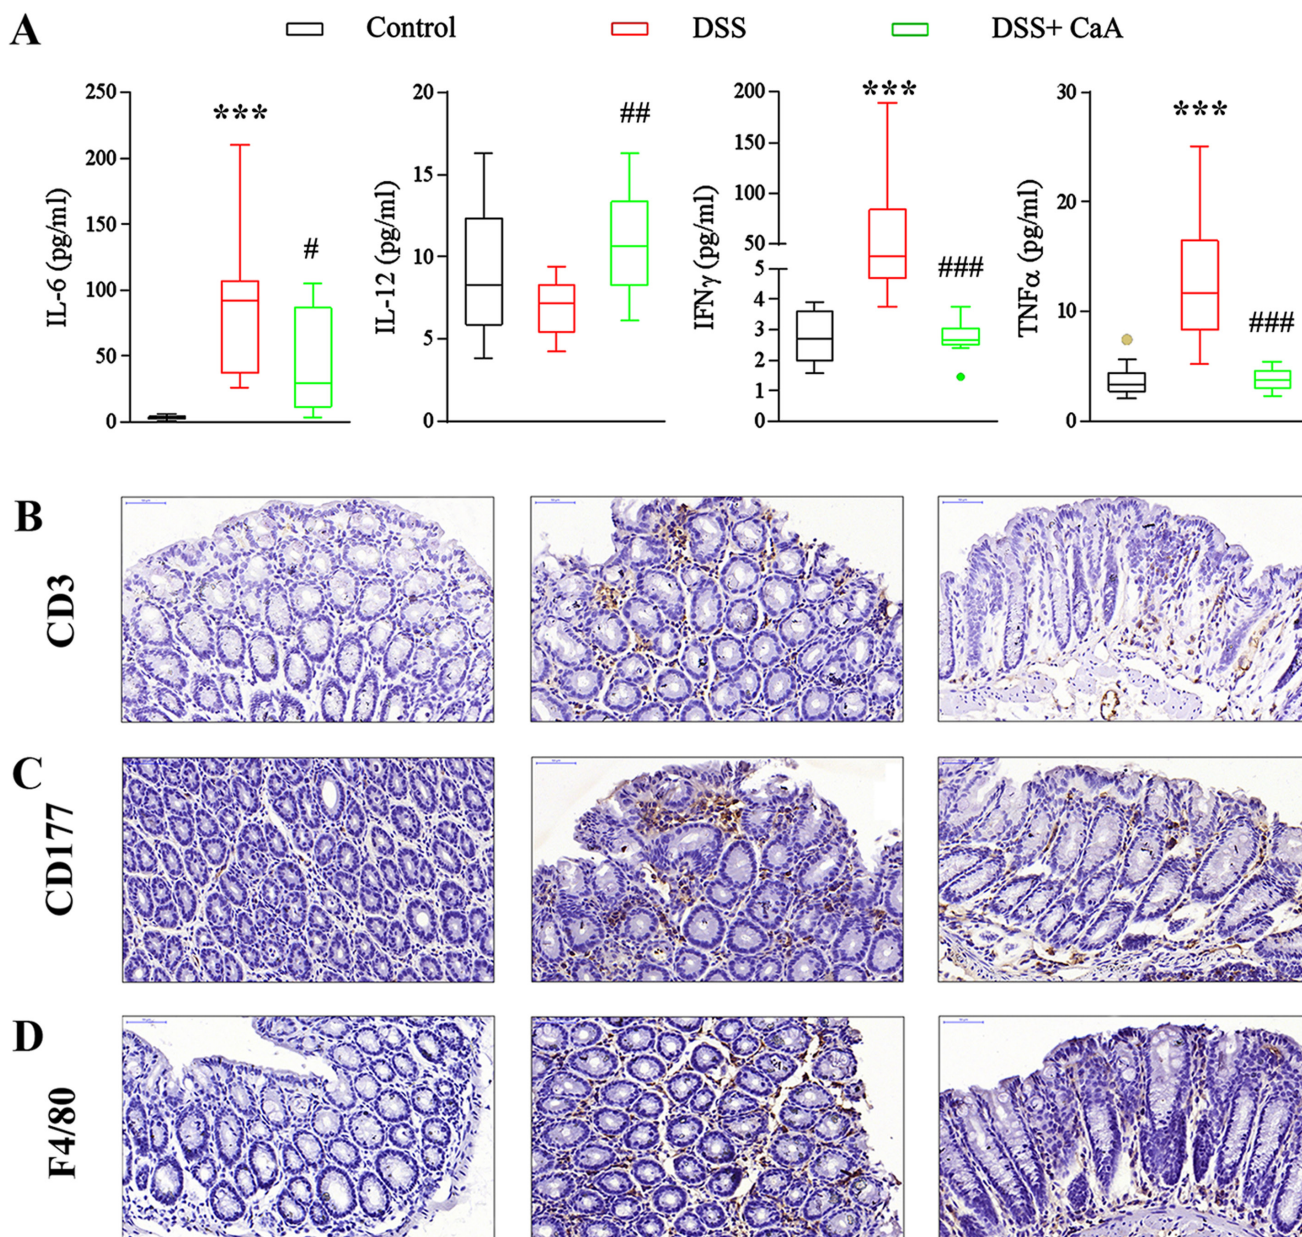 A
Control DSS DSS+ CaA
IL-6 (pg/ml)
250
200
150
100
50
0
***
#
IL-12 (pg/ml)
20
15
10
5
0
##
IFNγ (pg/ml)
200
150
100
50
5
4
3
2
1
0
***
###
TNFα (pg/ml)
30
20
10
0
***
###
B
CD3
C
CD177
D
F4/80